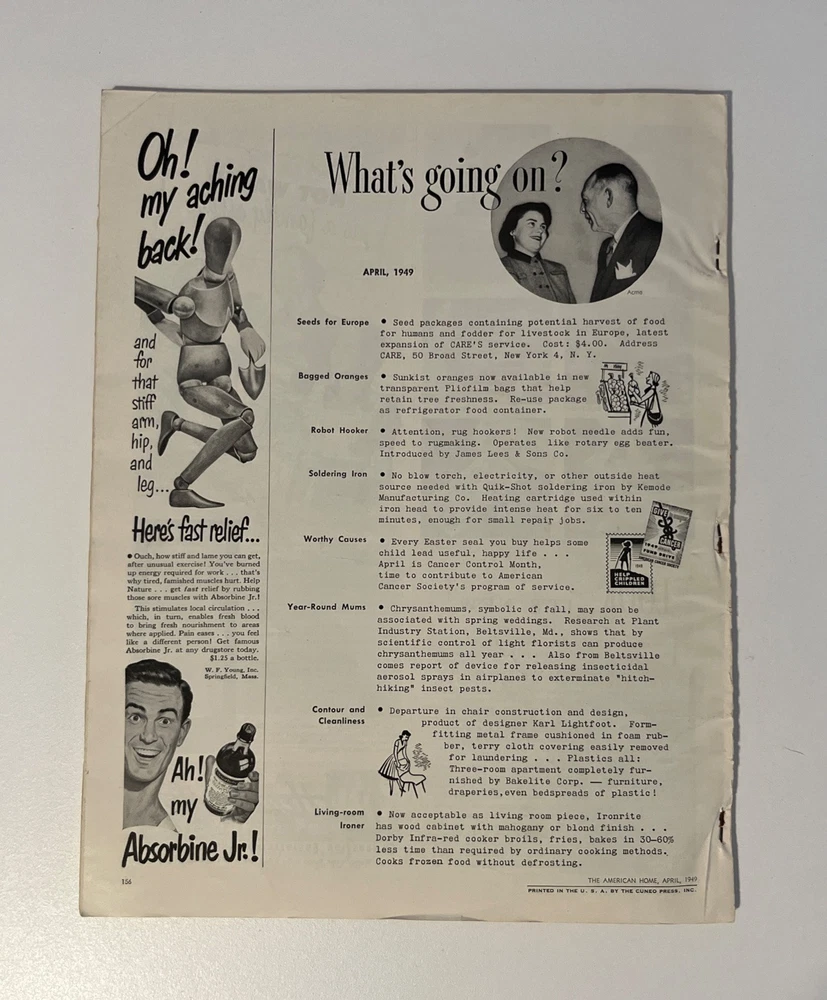 Oh!
my aching
back!
and
for
that
stiff
arm,
hip,
and
leg...
Here's fast relief...
• Ouch, how stiff and lame you can get,
after unusual exercise! You've burned
up energy required for work . . . that's
why tired, famished muscles hurt. Help
Nature . . . get fast relief by rubbing
those sore muscles with Absorbine Jr.!
This stimulates local circulation . . .
which, in turn, enables fresh blood
to bring fresh nourishment to areas
where applied. Pain eases . . . you feel
like a different person! Get famous
Absorbine Jr. at any drugstore today.
$1.25 a bottle.
W. F. Young, Inc.
Springfield, Mass.
Ah!
my
Absorbine Jr.!
156
What's going on?
Acme
APRIL, 1949
Seeds for Europe • Seed packages containing potential harvest of food
for humans and fodder for livestock in Europe, latest
expansion of CARE'S service. Cost: $4.00. Address
CARE, 50 Broad Street, New York 4, N. Y.
Bagged Oranges • Sunkist oranges now available in new
transparent Pliofilm bags that help
retain tree freshness. Re-use package
as refrigerator food container.
Robot Hooker • Attention, rug hookers! New robot needle adds fun,
speed to rugmaking. Operates like rotary egg beater.
Introduced by James Lees & Sons Co.
Soldering Iron • No blow torch, electricity, or other outside heat
source needed with Quik-Shot soldering iron by Kemode
Manufacturing Co. Heating cartridge used within
iron head to provide intense heat for six to ten
minutes, enough for small repair jobs.
Worthy Causes • Every Easter seal you buy helps some
child lead useful, happy life . . .
April is Cancer Control Month,
time to contribute to American
Cancer Society's program of service.
GIVE
CANCER
1949
FUND DRIVE
AMERICAN CANCER SOCIETY
1949
HELP
CRIPPLED
CHILDREN
Year-Round Mums • Chrysanthemums, symbolic of fall, may soon be
associated with spring weddings. Research at Plant
Industry Station, Beltsville, Md., shows that by
scientific control of light florists can produce
chrysanthemums all year . . . Also from Beltsville
comes report of device for releasing insecticidal
aerosol sprays in airplanes to exterminate "hitch-
hiking" insect pests.
Contour and
Cleanliness
• Departure in chair construction and design,
product of designer Karl Lightfoot. Form-
fitting metal frame cushioned in foam rub-
ber, terry cloth covering easily removed
for laundering . . . Plastics all:
Three-room apartment completely fur-
nished by Bakelite Corp. — furniture,
draperies,even bedspreads of plastic!
Living-room
Ironer
• Now acceptable as living room piece, Ironrite
has wood cabinet with mahogany or blond finish . . .
Dorby Infra-red cooker broils, fries, bakes in 30-60%
less time than required by ordinary cooking methods.
Cooks frozen food without defrosting.
THE AMERICAN HOME, APRIL, 1949
PRINTED IN THE U. S. A. BY THE CUNEO PRESS, INC.